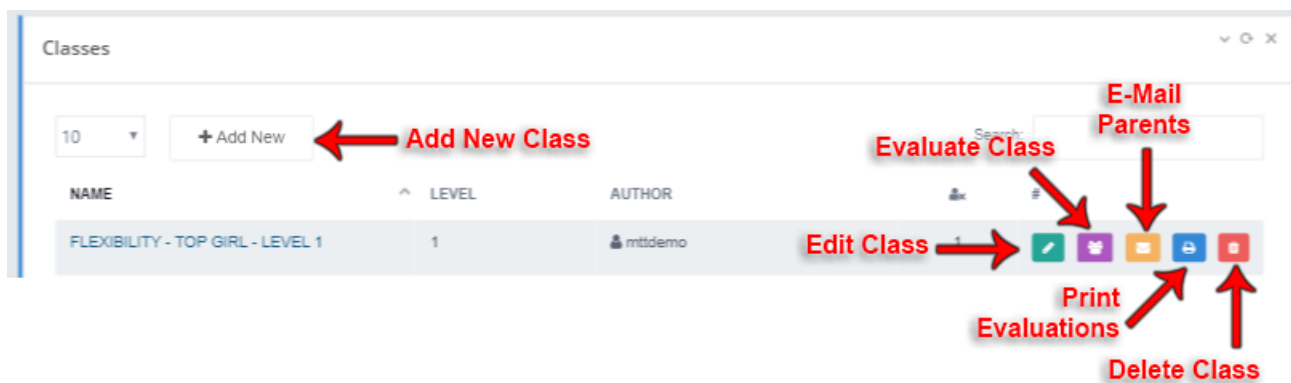 Classes
E-Mail
Parents
10
+ Add New
Add New Class
Search:
Evaluate Class
NAME
LEVEL
AUTHOR
#
FLEXIBILITY - TOP GIRL - LEVEL 1
1
mttdemo
Edit Class
1
Print
Evaluations
Delete Class